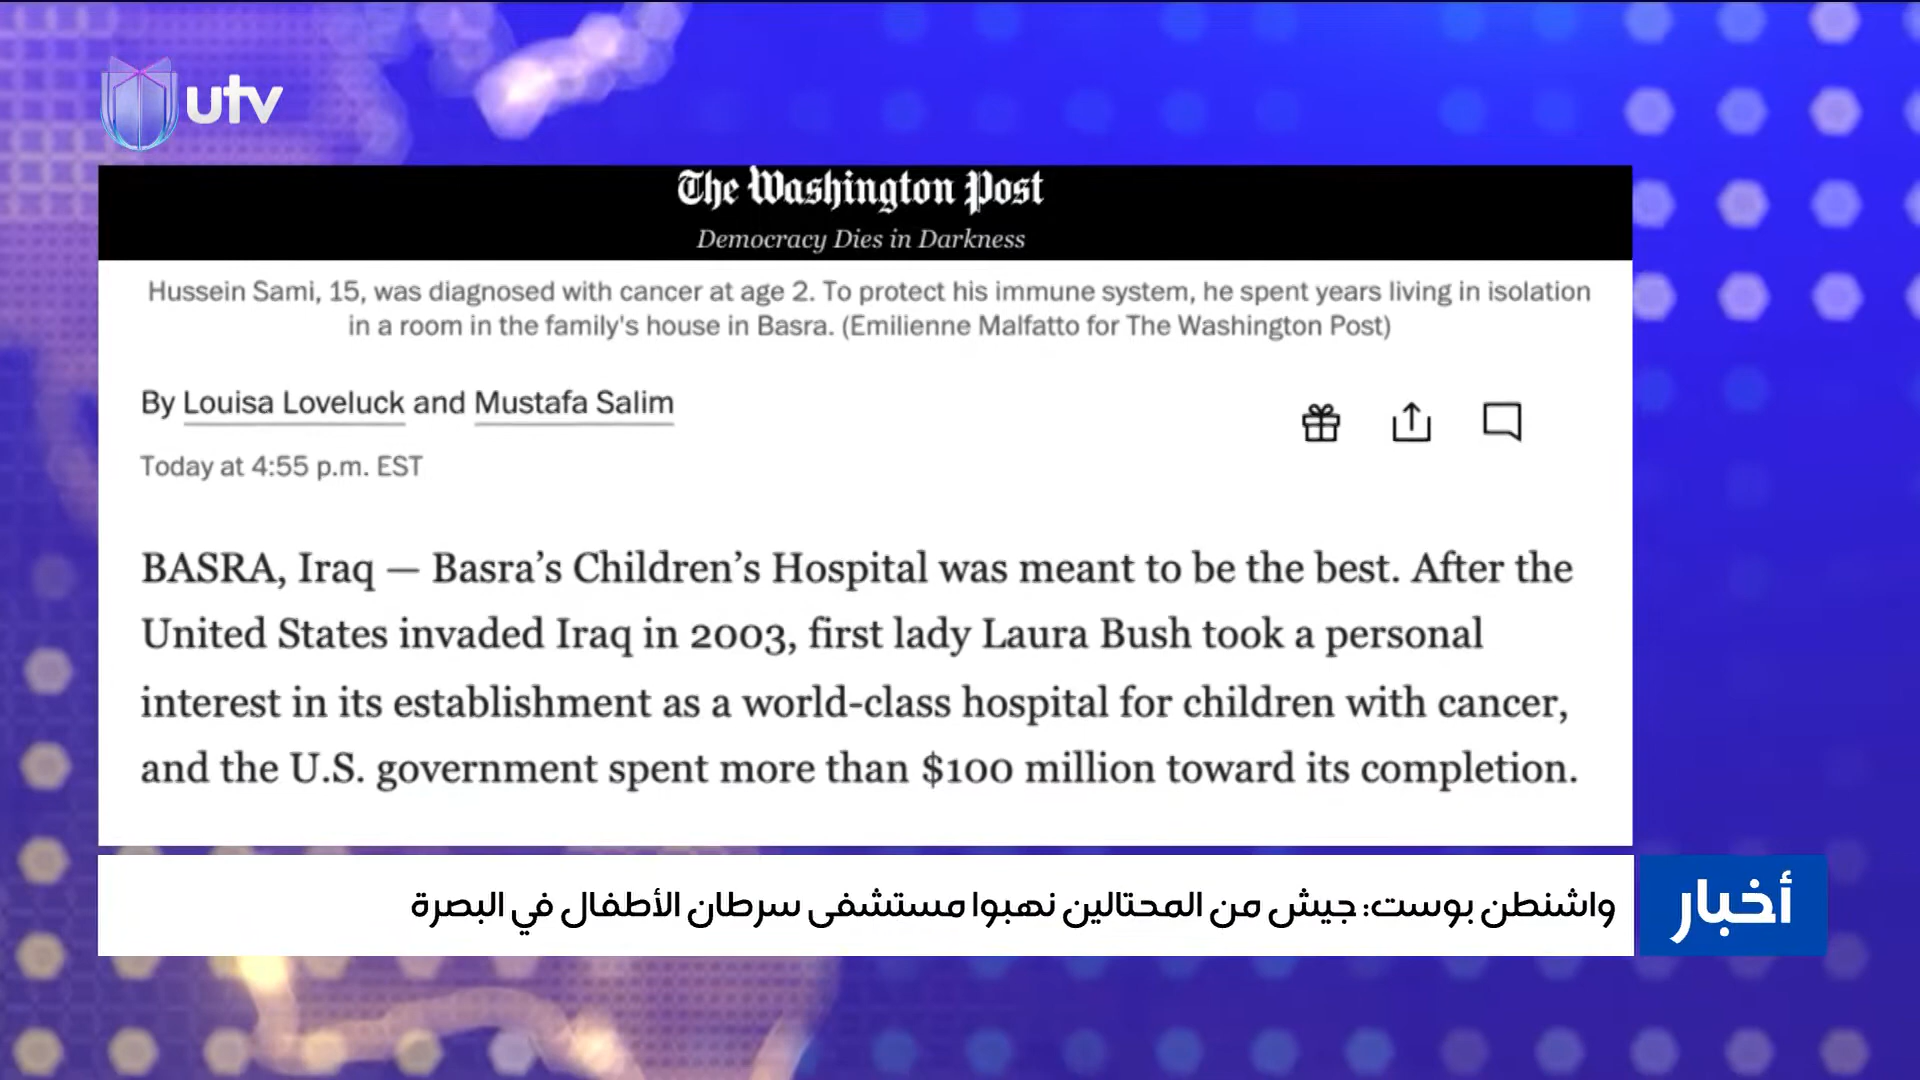 utv
The Washington Post
Democracy Dies in Darkness
Hussein Sami, 15, was diagnosed with cancer at age 2. To protect his immune system, he spent years living in isolation
in a room in the family's house in Basra. (Emilienne Malfatto for The Washington Post)
By Louisa Loveluck and Mustafa Salim
Today at 4:55 p.m. EST
BASRA, Iraq — Basra’s Children’s Hospital was meant to be the best. After the
United States invaded Iraq in 2003, first lady Laura Bush took a personal
interest in its establishment as a world-class hospital for children with cancer,
and the U.S. government spent more than $100 million toward its completion.
أخبار
واشنطن بوست: جيش من المحتالين نهبوا مستشفى سرطان الأطفال في البصرة